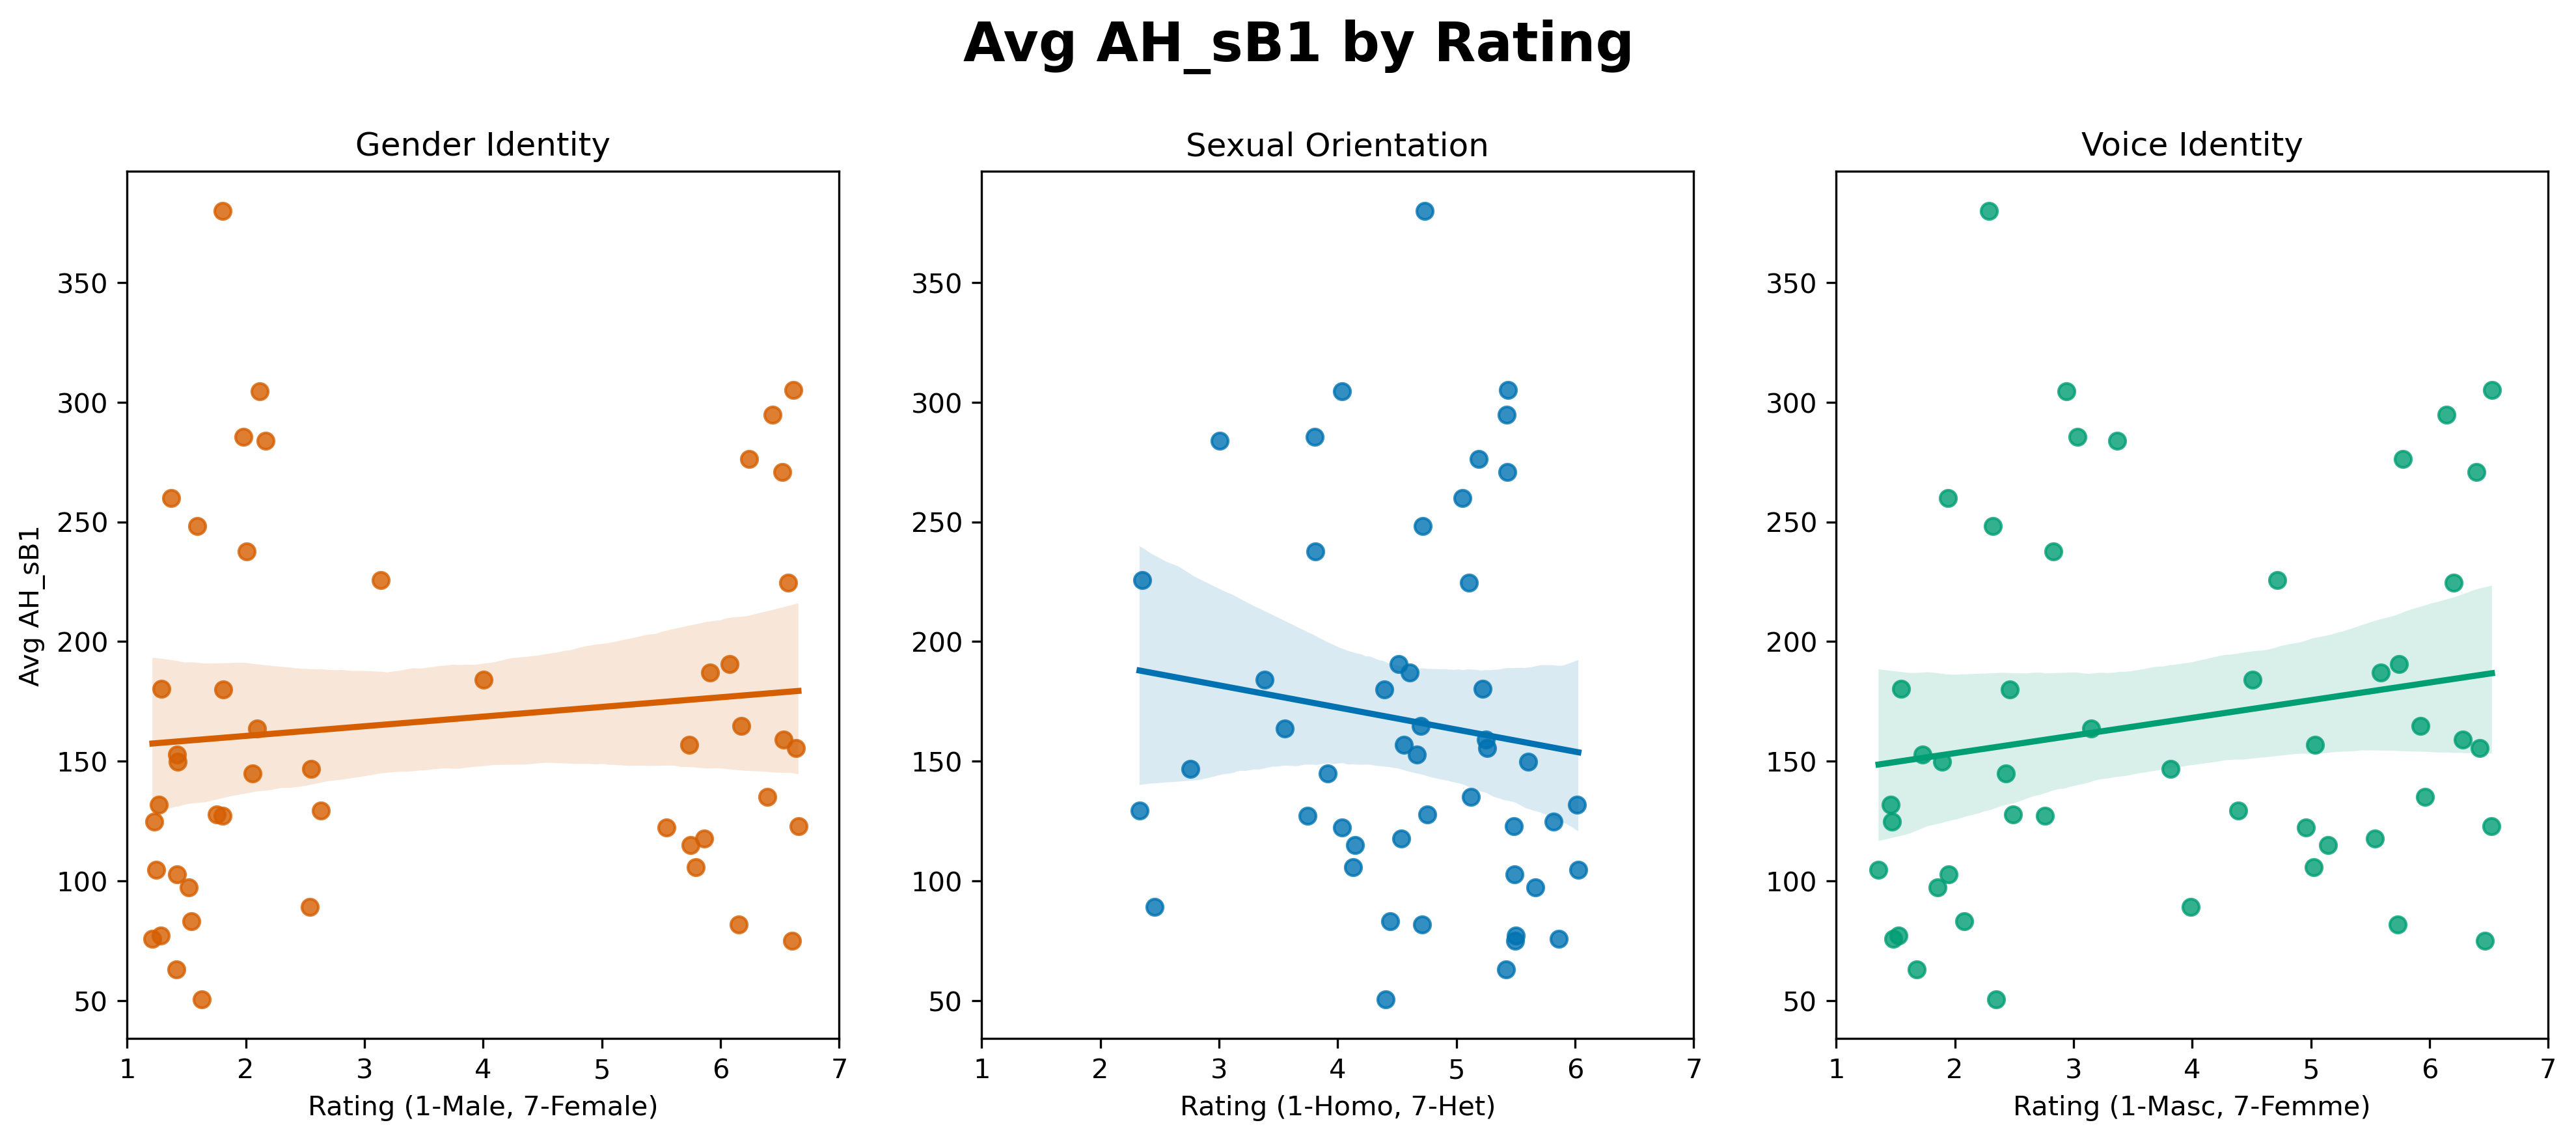 Avg AH_sB1 by Rating
Gender Identity
Sexual Orientation
Voice Identity
Avg AH_sB1
350
300
250
200
150
100
50
350
300
250
200
150
100
50
350
300
250
200
150
100
50
1 2 3 4 5 6 7
1 2 3 4 5 6 7
1 2 3 4 5 6 7
Rating (1-Male, 7-Female)
Rating (1-Homo, 7-Het)
Rating (1-Masc, 7-Femme)